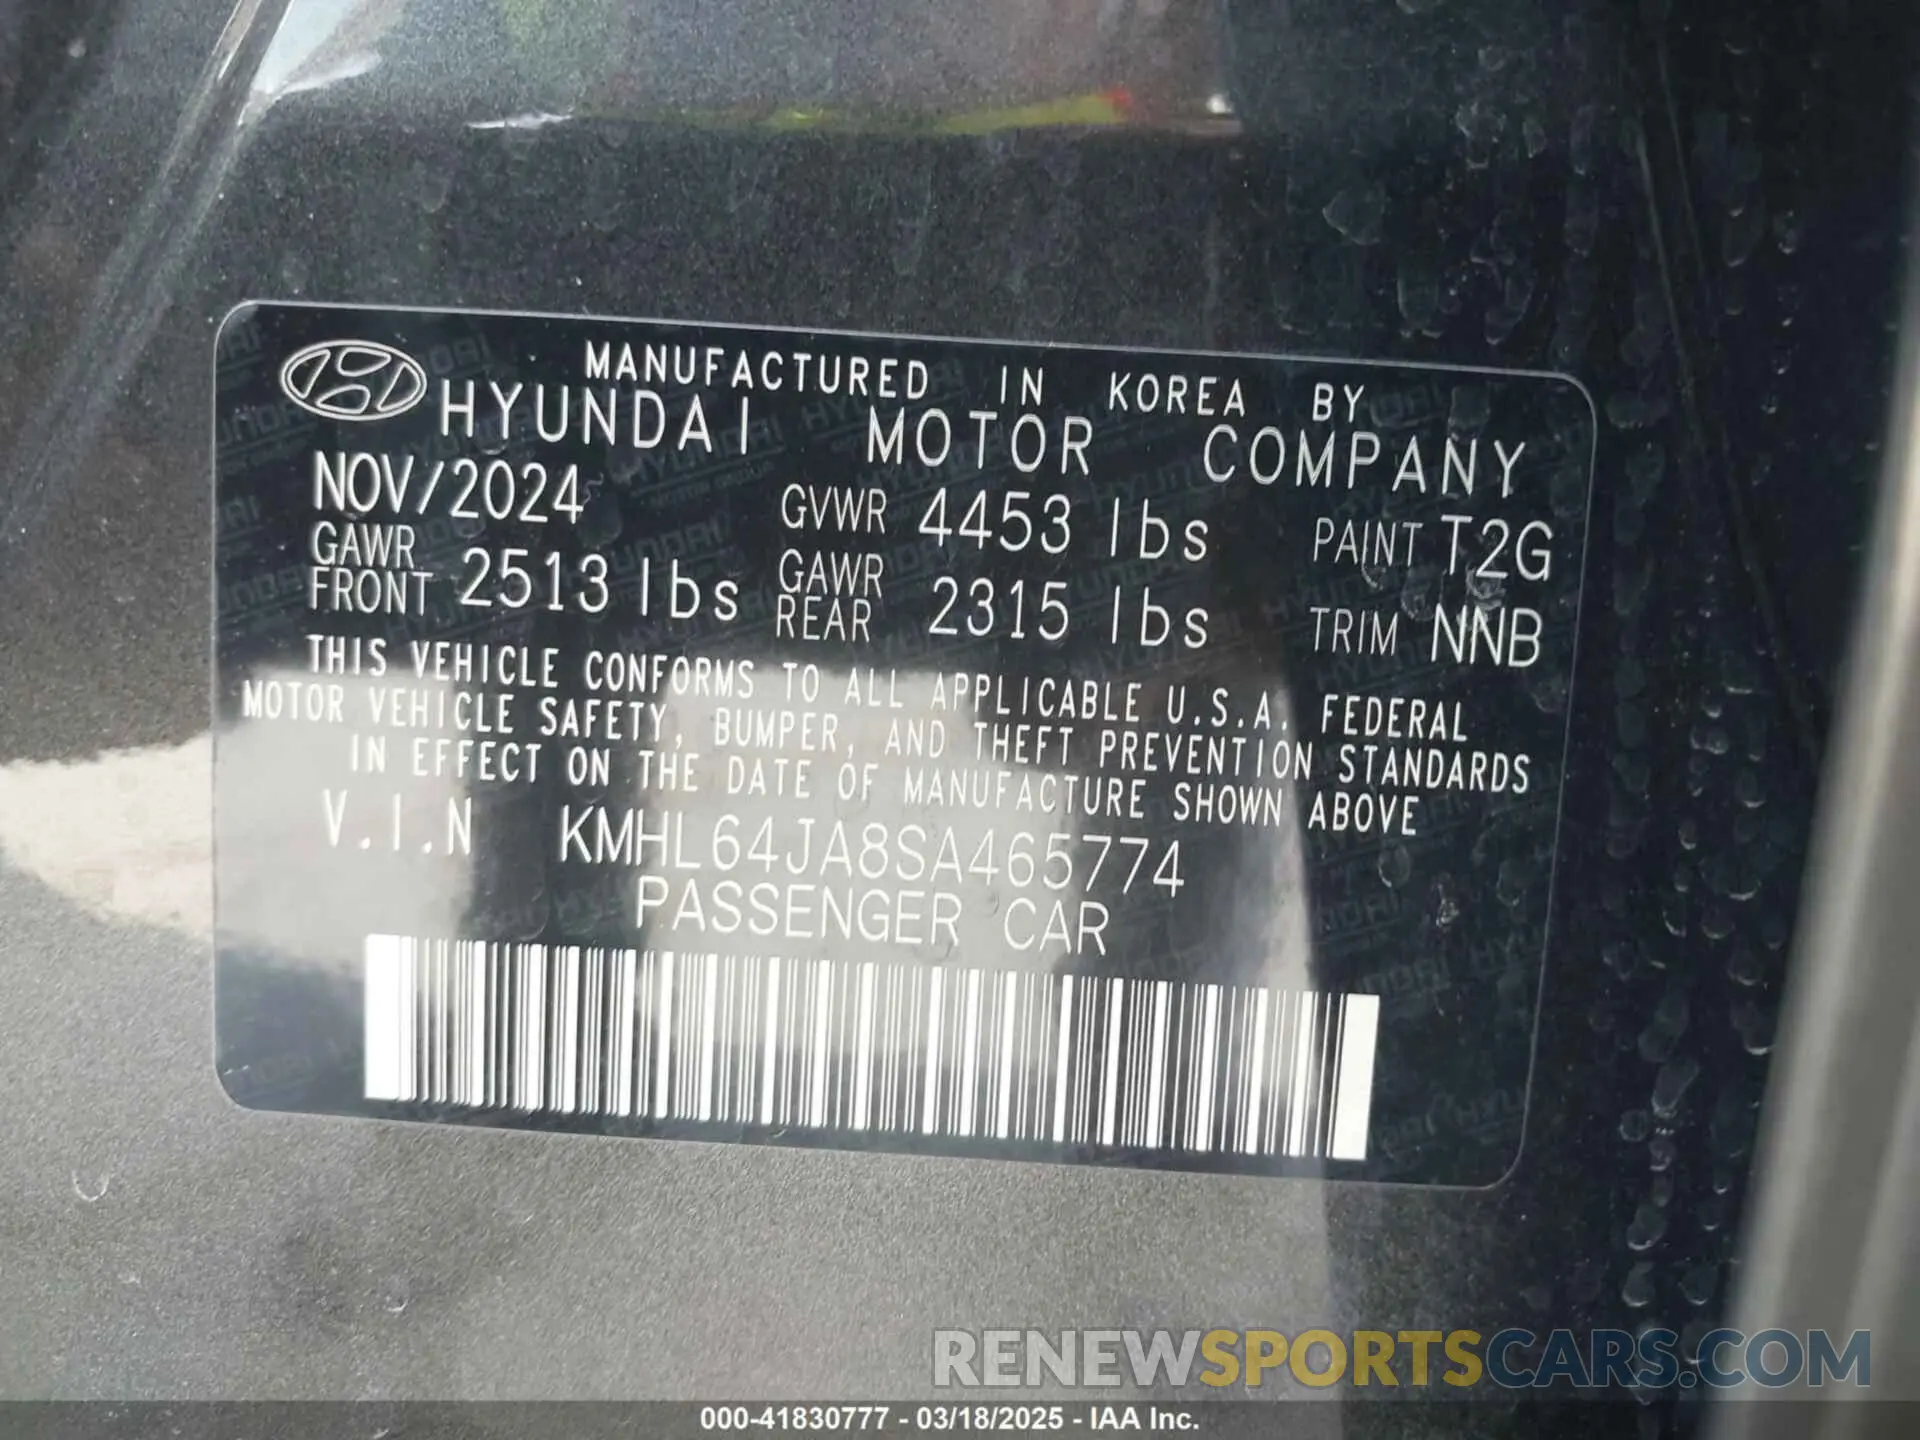 MANUFACTURED IN KOREA BY
HYUNDAI MOTOR COMPANY
NOV/2024 GVWR 4453 lbs PAINT T2G
GAWR FRONT 2513 lbs GAWR REAR 2315 lbs TRIM NNB
THIS VEHICLE CONFORMS TO ALL APPLICABLE U.S.A. FEDERAL
MOTOR VEHICLE SAFETY, BUMPER, AND THEFT PREVENTION STANDARDS
IN EFFECT ON THE DATE OF MANUFACTURE SHOWN ABOVE
V.I.N KMHL64JA8SA465774
PASSENGER CAR
RENEWSPORTSCARS.COM
000-41830777 - 03/18/2025 - IAA Inc.